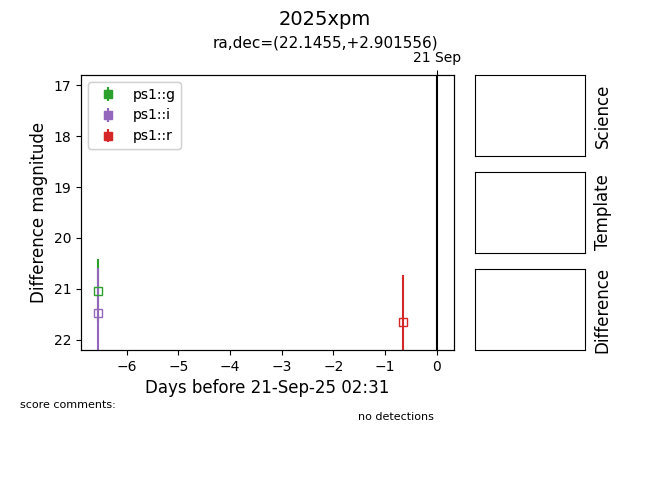 2025xpm
ra,dec=(22.1455,+2.901556)
21 Sep
ps1::g
ps1::i
ps1::r
17
18
19
20
21
22
Difference magnitude
−6
−5
−4
−3
−2
−1
0
Days before 21-Sep-25 02:31
Science
Template
Difference
score comments:
no detections